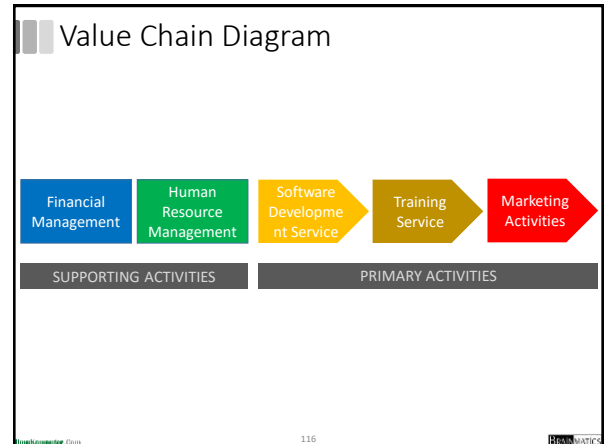 Value Chain Diagram
Financial
Management
Human
Resource
Management
Software
Developme
nt Service
Training
Service
Marketing
Activities
SUPPORTING ACTIVITIES
PRIMARY ACTIVITIES
116
BRAINMATICS